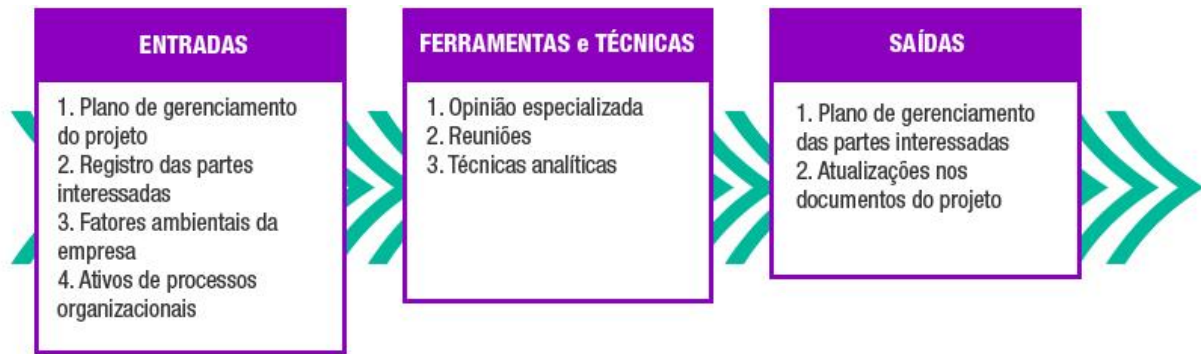 ENTRADAS
1. Plano de gerenciamento
do projeto
2. Registro das partes
interessadas
3. Fatores ambientais da
empresa
4. Ativos de processos
organizacionais
FERRAMENTAS e TÉCNICAS
1. Opinião especializada
2. Reuniões
3. Técnicas analíticas
SAÍDAS
1. Plano de gerenciamento
das partes interessadas
2. Atualizações nos
documentos do projeto